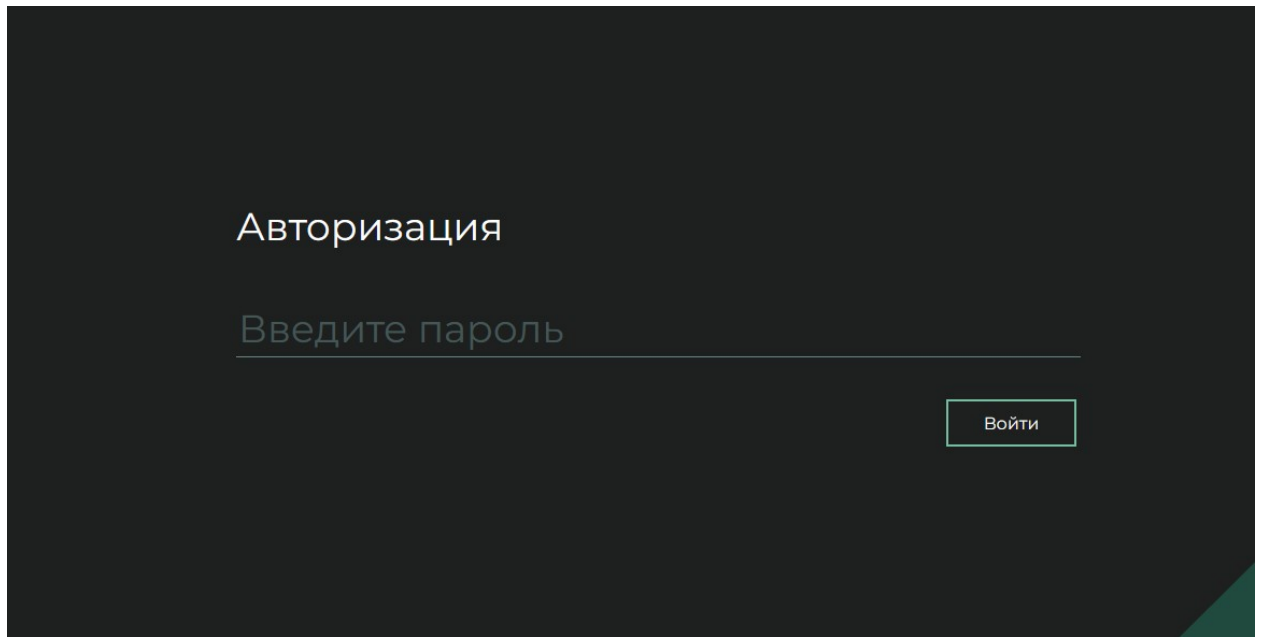 Авторизация
Введите пароль
Войти